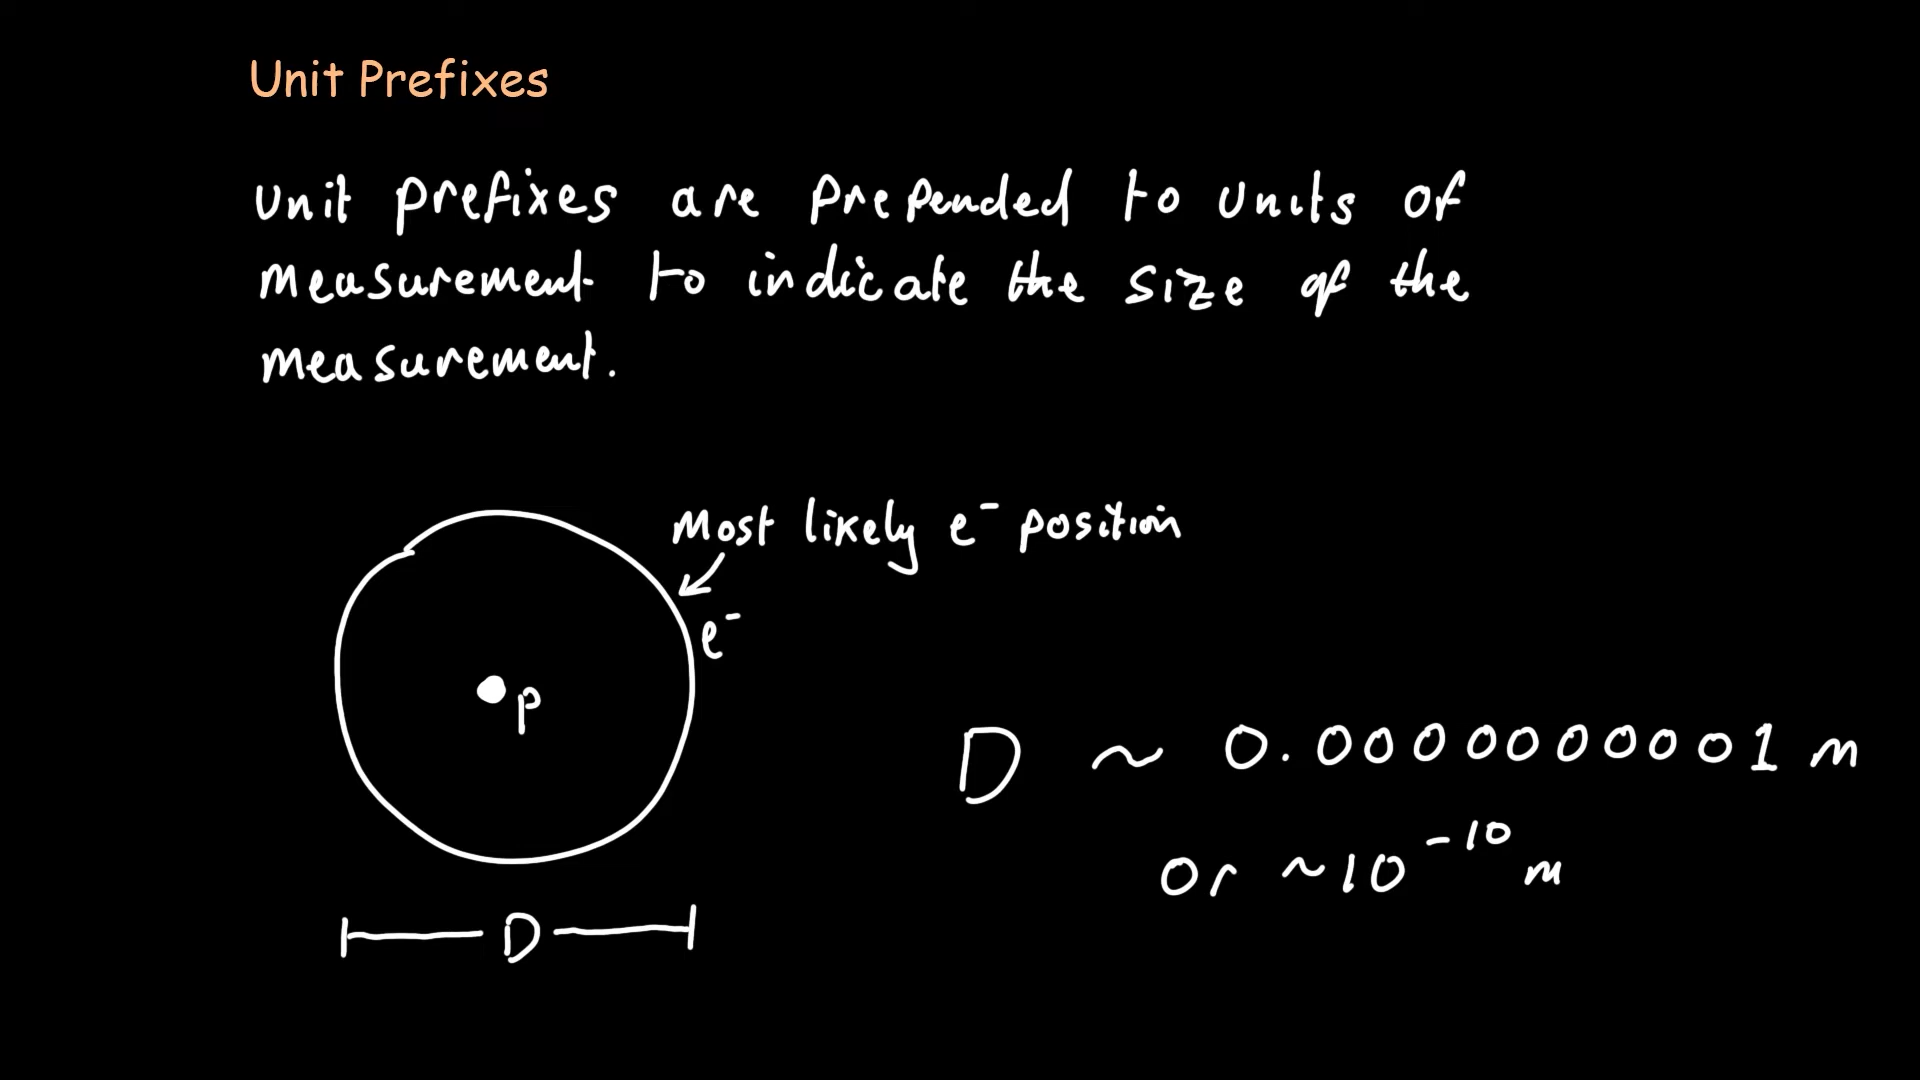 Unit Prefixes
Unit prefixes are prepended to units of
measurement to indicate the size of the
measurement.
Most likely e⁻ position
e⁻
p
D ~ 0.0000000001 m
or ~10⁻¹⁰ m
D